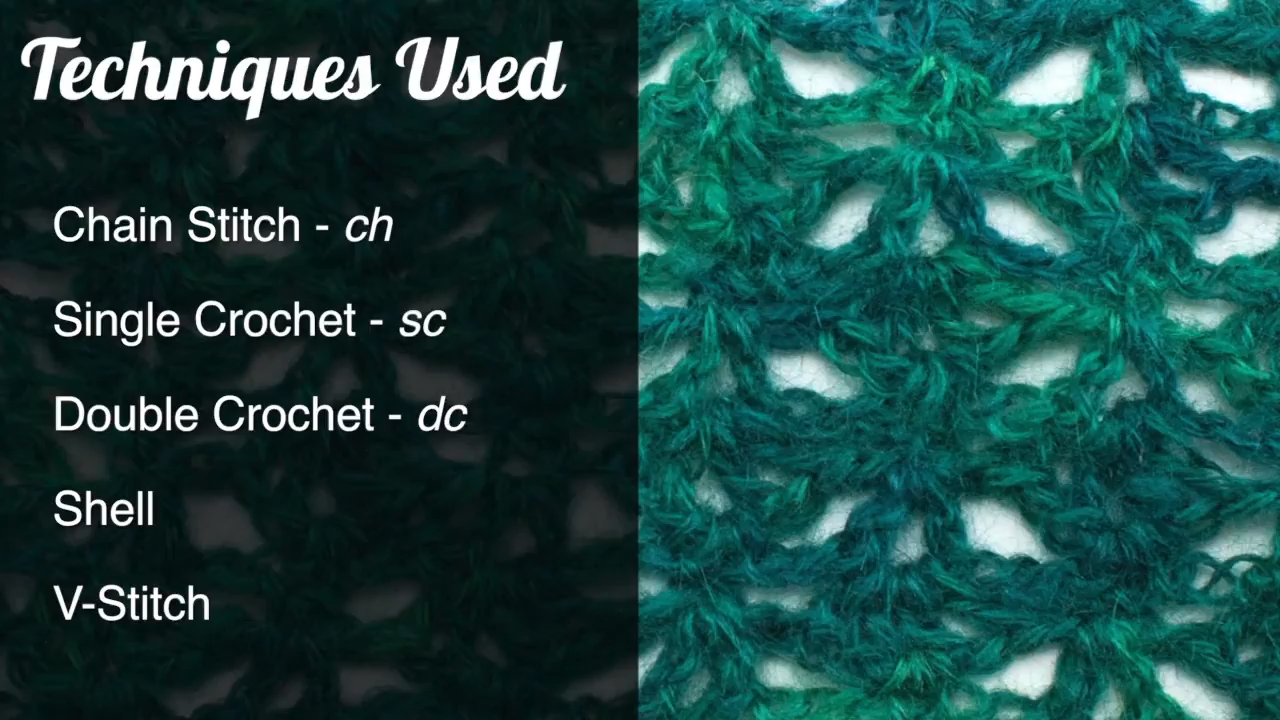 Techniques Used
Chain Stitch - ch
Single Crochet - sc
Double Crochet - dc
Shell
V-Stitch